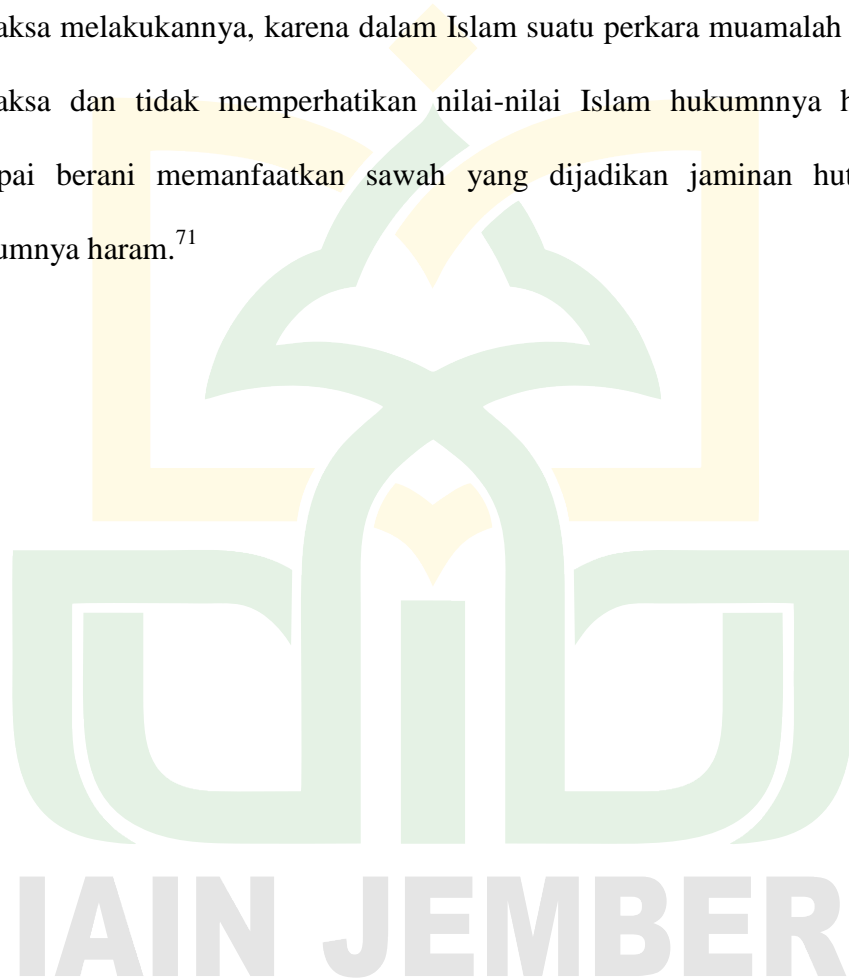 aksa melakukannya, karena dalam Islam suatu perkara muamalah
aksa dan tidak memperhatikan nilai-nilai Islam hukumnnya h
pai berani memanfaatkan sawah yang dijadikan jaminan hut
umnya haram.71
IAIN JEMBER